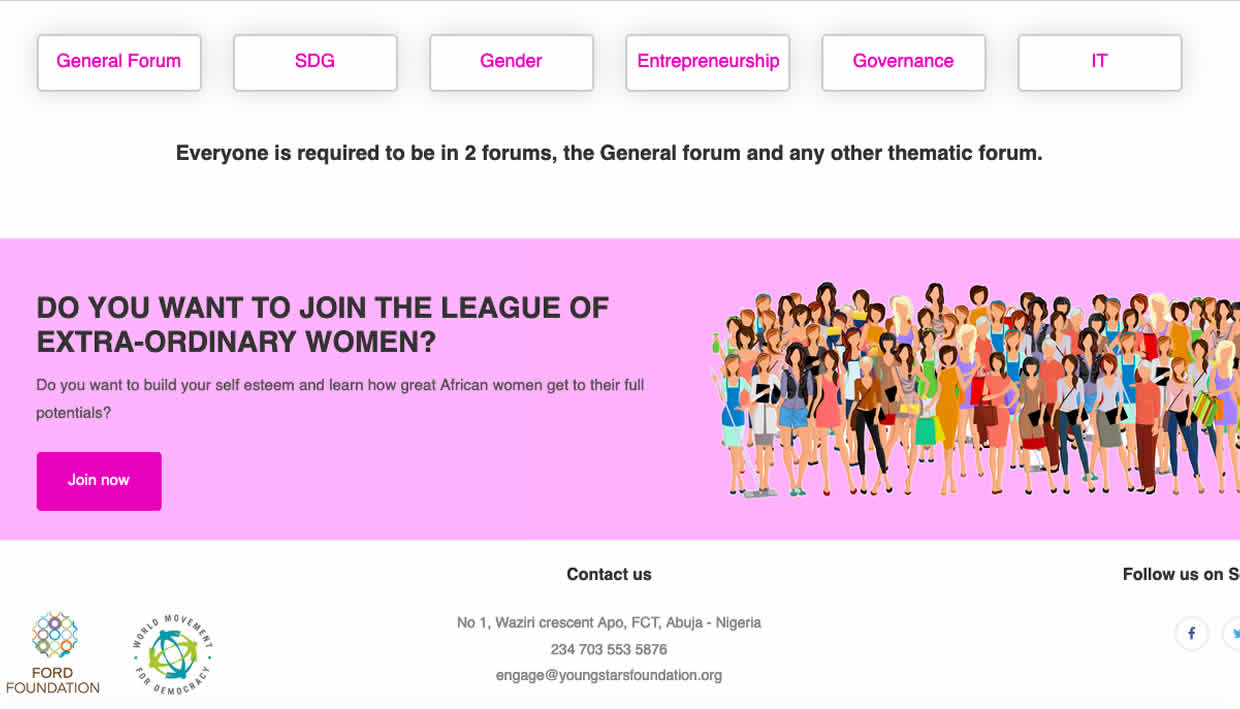 General Forum
SDG
Gender
Entrepreneurship
Governance
IT
Everyone is required to be in 2 forums, the General forum and any other thematic forum.
DO YOU WANT TO JOIN THE LEAGUE OF
EXTRA-ORDINARY WOMEN?
Do you want to build your self esteem and learn how great African women get to their full
potentials?
Join now
Contact us
Follow us on S
No 1, Waziri crescent Apo, FCT, Abuja - Nigeria
234 703 553 5876
engage@youngstarsfoundation.org
FORD
FOUNDATION
WORLD MOVEMENT
FOR DEMOCRACY